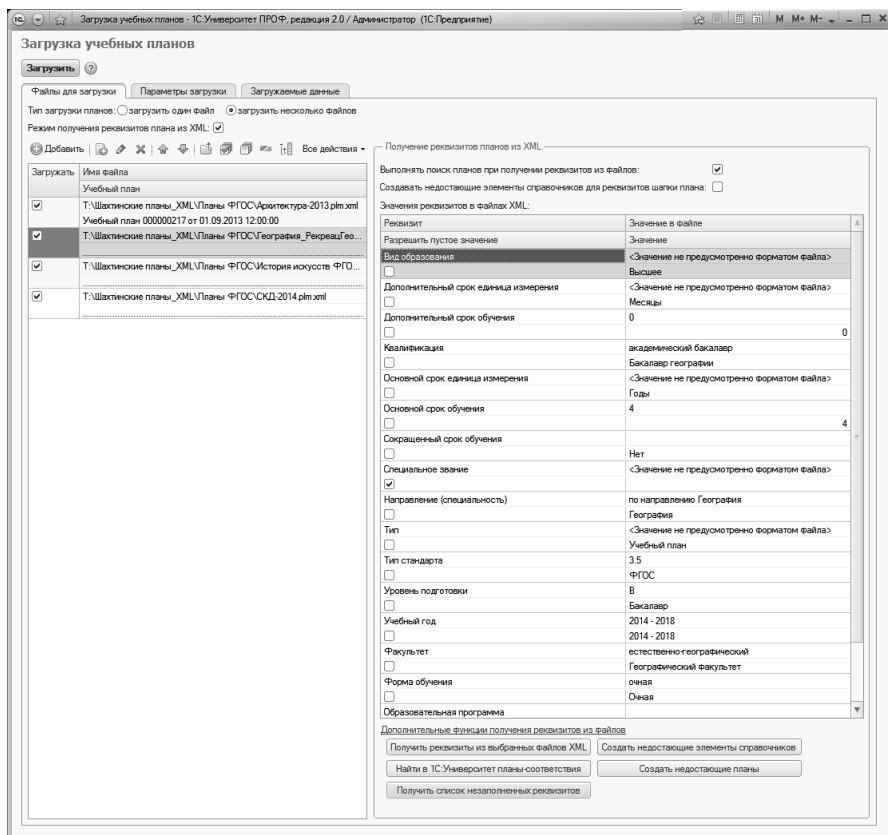 Загрузка учебных планов - 1С:Университет ПРОФ, редакция 2.0 / Администратор (1С:Предприятие)
M M+ M-
Загрузка учебных планов
Загрузить ?
Файлы для загрузки Параметры загрузки Загружаемые данные
Тип загрузки планов: загрузить один файл загрузить несколько файлов
Режим получения реквизитов плана из XML:
Добавить Все действия
Загружать Имя файла
Учебный план
T:\Шахтинские планы_XML\Планы ФГОС\Архитектура-2013.plm.xml
Учебный план 000000217 от 01.09.2013 12:00:00
T:\Шахтинские планы_XML\Планы ФГОС\География_РекреацГео...
T:\Шахтинские планы_XML\Планы ФГОС\История искусств ФГО...
T:\Шахтинские планы_XML\Планы ФГОС\СКД-2014.plm.xml
Получение реквизитов планов из XML
Выполнять поиск планов при получении реквизитов из файлов:
Создавать недостающие элементы справочников для реквизитов шапки плана:
Значения реквизитов в файлах XML:
Реквизит Значение в файле
Разрешить пустое значение Значение
Вид образования <Значение не предусмотренно форматом файла>
Высшее
Дополнительный срок единица измерения <Значение не предусмотренно форматом файла>
Месяцы
Дополнительный срок обучения 0
0
Квалификация академический бакалавр
Бакалавр географии
Основной срок единица измерения <Значение не предусмотренно форматом файла>
Годы
Основной срок обучения 4
4
Сокращенный срок обучения
Нет
Специальное звание <Значение не предусмотренно форматом файла>
Направление (специальность) по направлению География
География
Тип <Значение не предусмотренно форматом файла>
Учебный план
Тип стандарта 3.5
ФГОС
Уровень подготовки В
Бакалавр
Учебный год 2014 - 2018
2014 - 2018
Факультет естественно-географический
Географический факультет
Форма обучения очная
Очная
Образовательная программа
Дополнительные функции получения реквизитов из файлов
Получить реквизиты из выбранных файлов XML Создать недостающие элементы справочников
Найти в 1С:Университет планы-соответствия Создать недостающие планы
Получить список незаполненных реквизитов